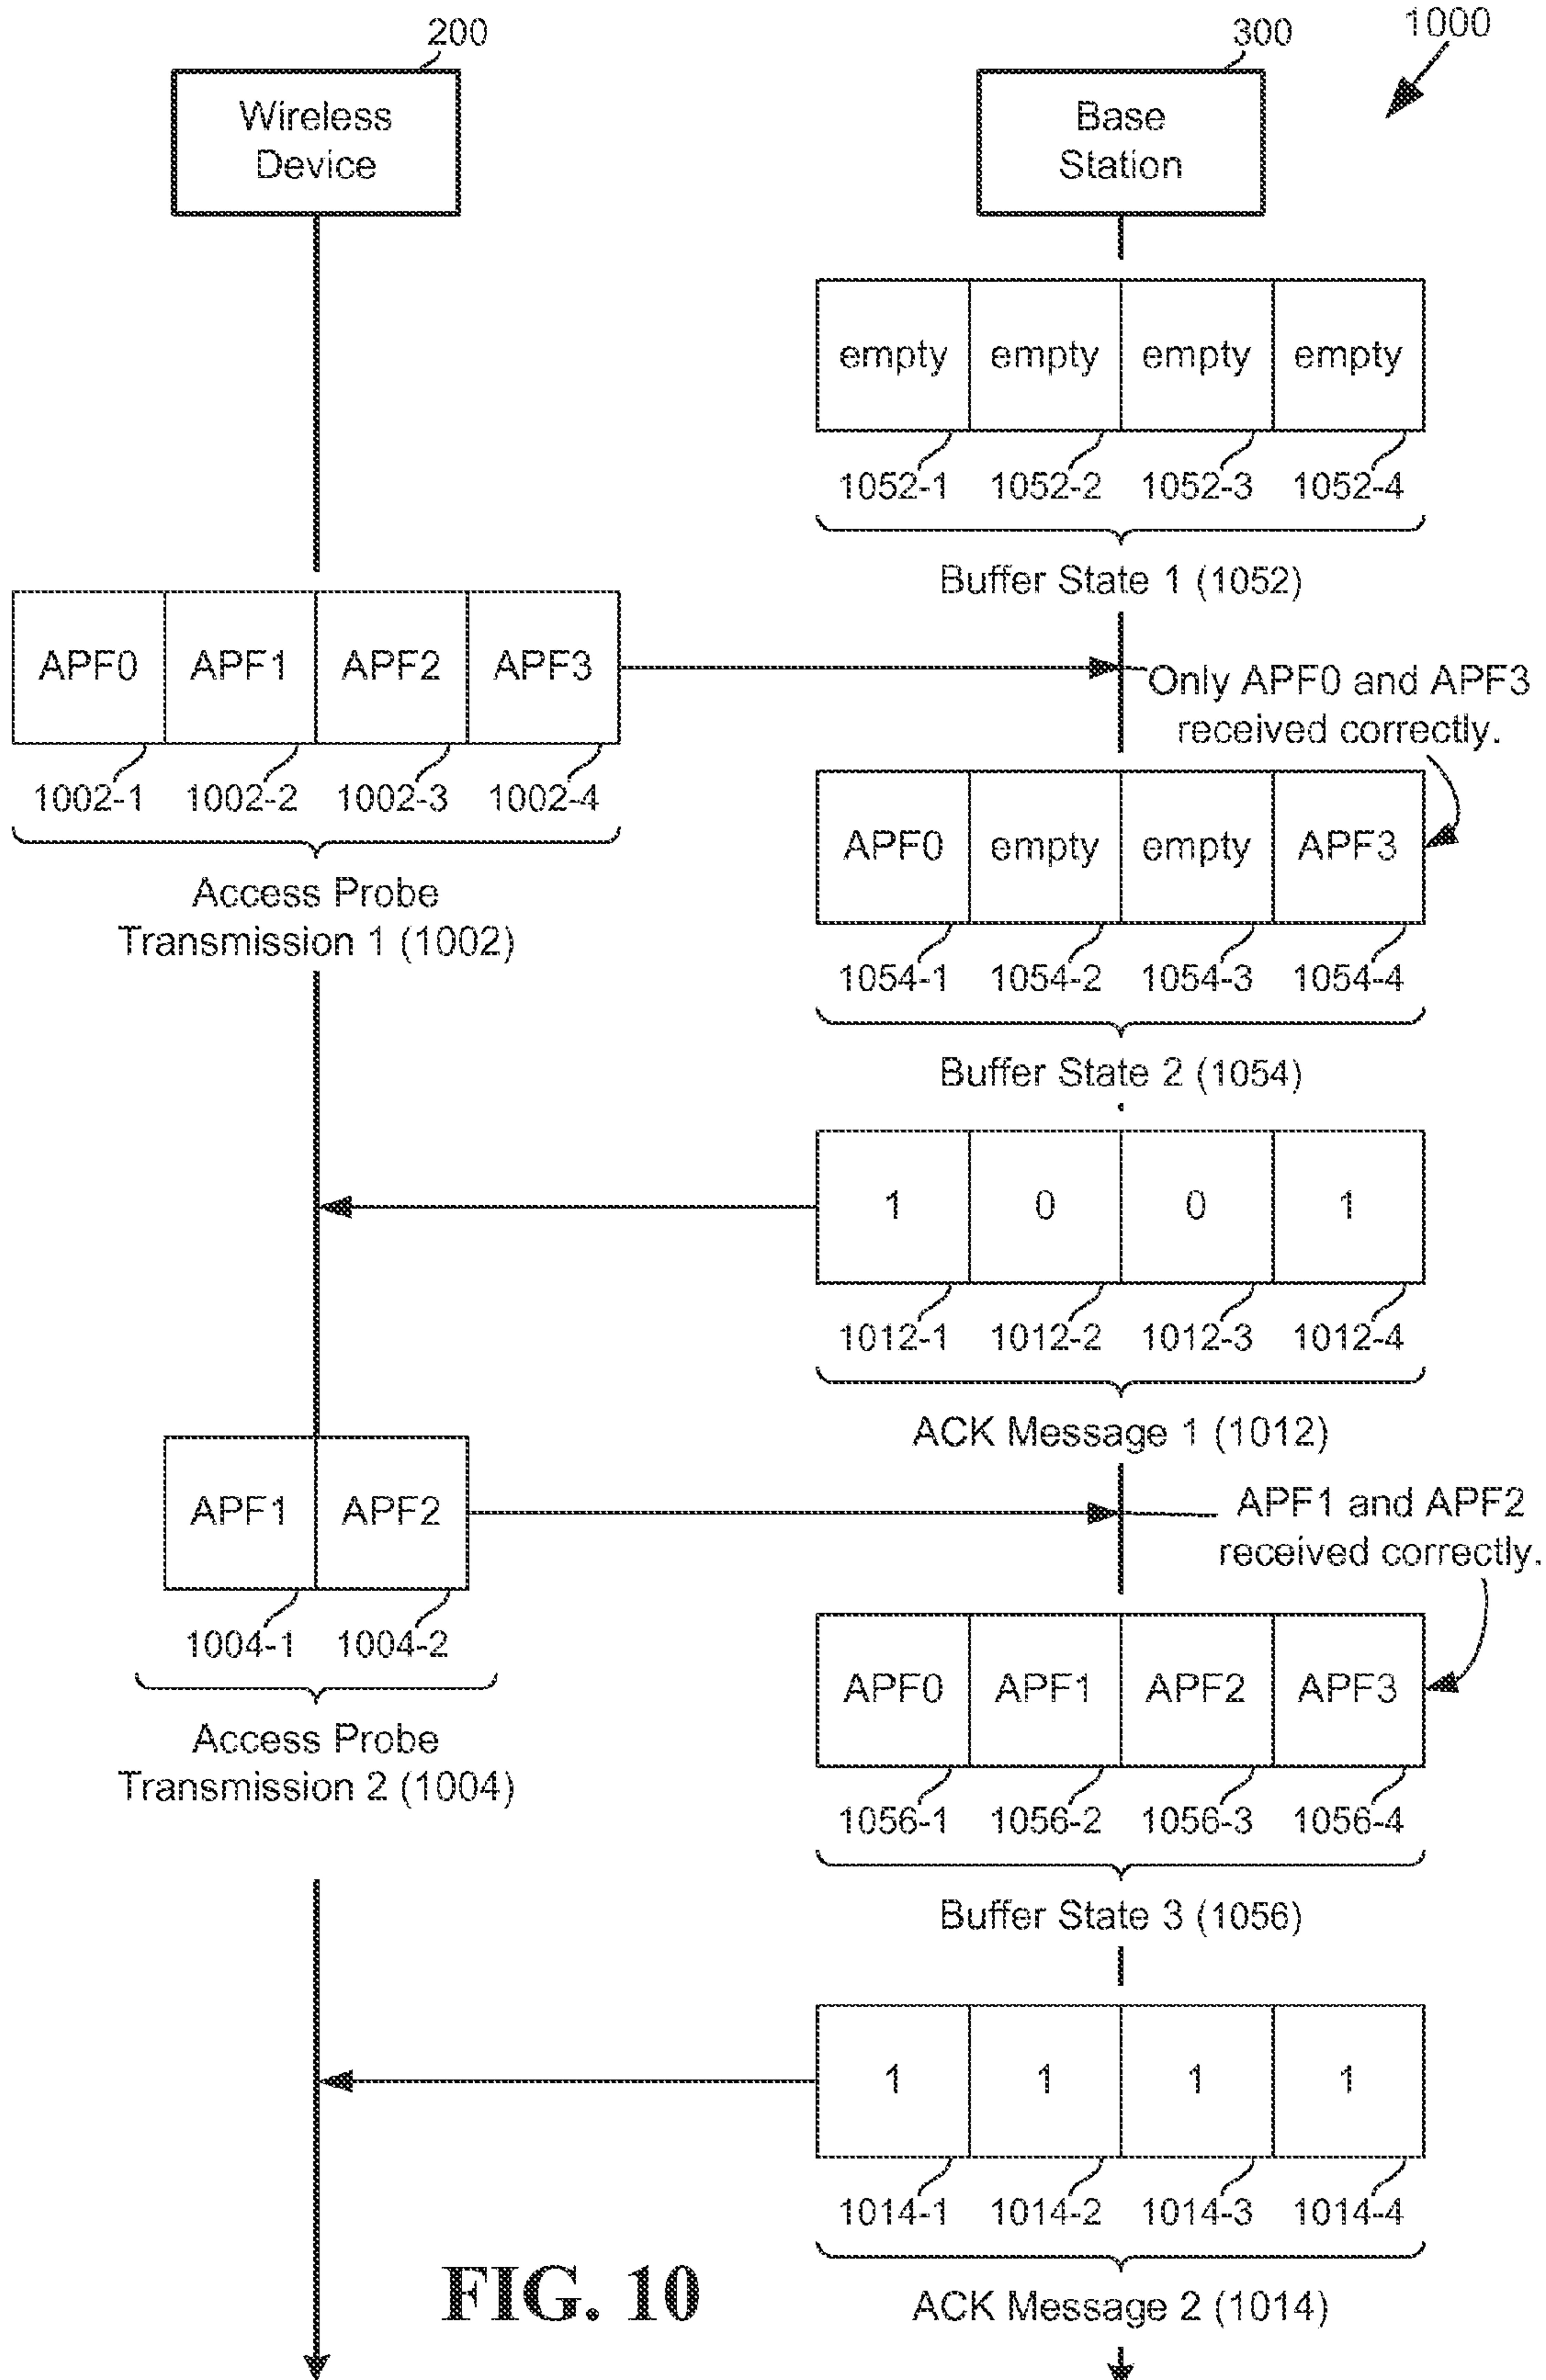 200
300
1000
Wireless
Device
Base
Station
empty empty empty empty
1052-1 1052-2 1052-3 1052-4
Buffer State 1 (1052)
APF0 APF1 APF2 APF3
Only APF0 and APF3
received correctly.
1002-1 1002-2 1002-3 1002-4
Access Probe
Transmission 1 (1002)
APF0 empty empty APF3
1054-1 1054-2 1054-3 1054-4
Buffer State 2 (1054)
1 0 0 1
1012-1 1012-2 1012-3 1012-4
ACK Message 1 (1012)
APF1 APF2
APF1 and APF2
received correctly.
1004-1 1004-2
Access Probe
Transmission 2 (1004)
APF0 APF1 APF2 APF3
1056-1 1056-2 1056-3 1056-4
Buffer State 3 (1056)
1 1 1 1
1014-1 1014-2 1014-3 1014-4
ACK Message 2 (1014)
FIG. 10